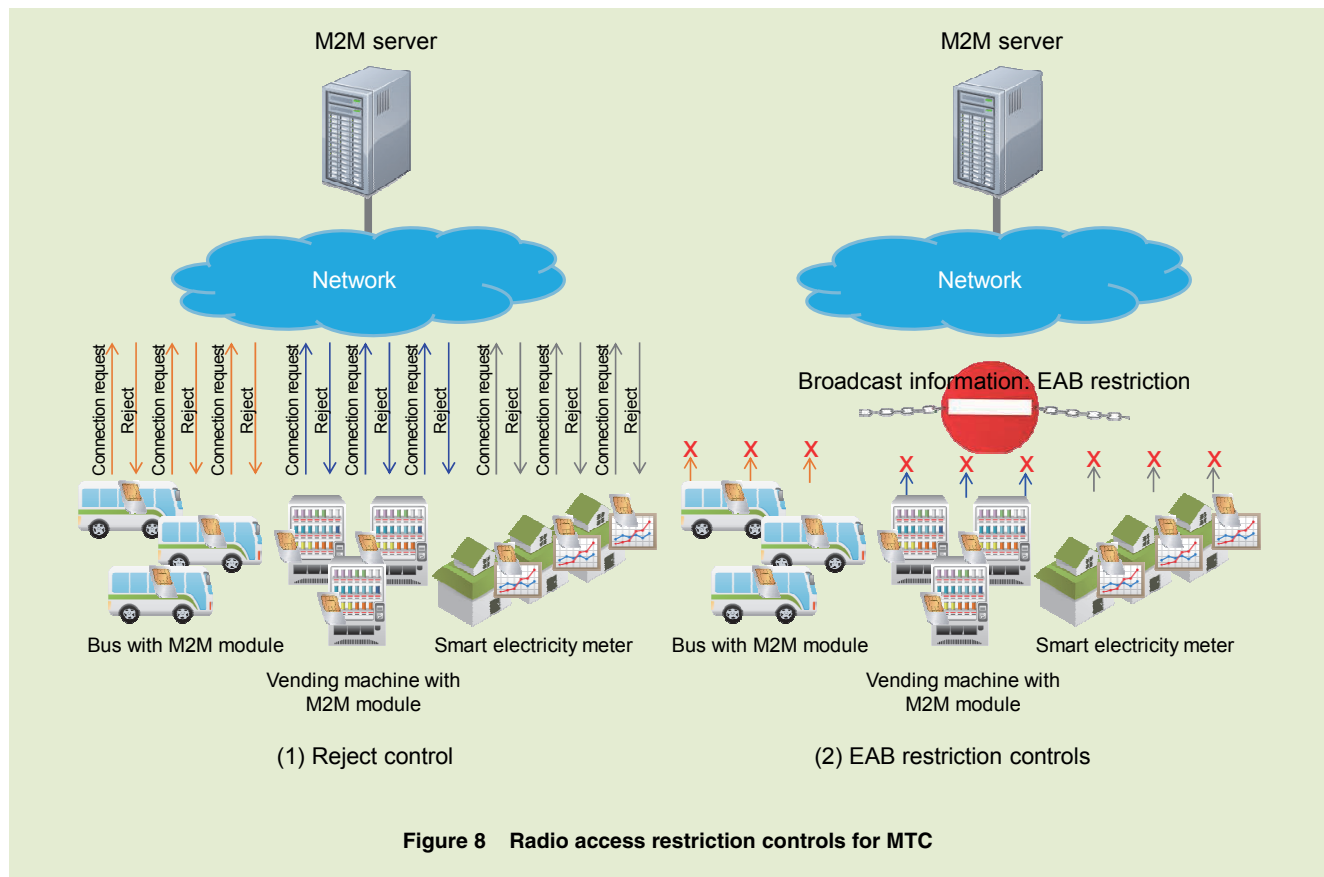 M2M server
Network
Connection request
Reject
Connection request
Reject
Connection request
Reject
Connection request
Reject
Connection request
Reject
Connection request
Reject
Connection request
Reject
Connection request
Reject
Connection request
Reject
Bus with M2M module
Vending machine with
M2M module
Smart electricity meter
(1) Reject control
M2M server
Network
Broadcast information: EAB restriction
X
X
X
X
X
X
X
X
X
Bus with M2M module
Vending machine with
M2M module
Smart electricity meter
(2) EAB restriction controls
Figure 8 Radio access restriction controls for MTC